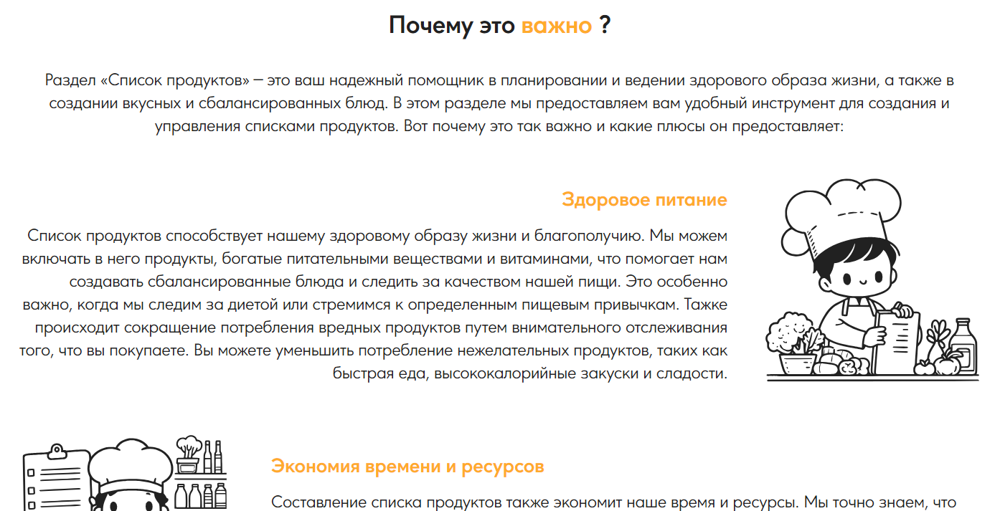 Почему это важно ?
Раздел «Список продуктов» – это ваш надежный помощник в планировании и ведении здорового образа жизни, а также в
создании вкусных и сбалансированных блюд. В этом разделе мы предоставляем вам удобный инструмент для создания и
управления списками продуктов. Вот почему это так важно и какие плюсы он предоставляет:
Здоровое питание
Список продуктов способствует нашему здоровому образу жизни и благополучию. Мы можем
включать в него продукты, богатые питательными веществами и витаминами, что помогает нам
создавать сбалансированные блюда и следить за качеством нашей пищи. Это особенно
важно, когда мы следим за диетой или стремимся к определенным пищевым привычкам. Также
происходит сокращение потребления вредных продуктов путем внимательного отслеживания
того, что вы покупаете. Вы можете уменьшить потребление нежелательных продуктов, таких как
быстрая еда, высококалорийные закуски и сладости.
Экономия времени и ресурсов
Составление списка продуктов также экономит наше время и ресурсы. Мы точно знаем, что